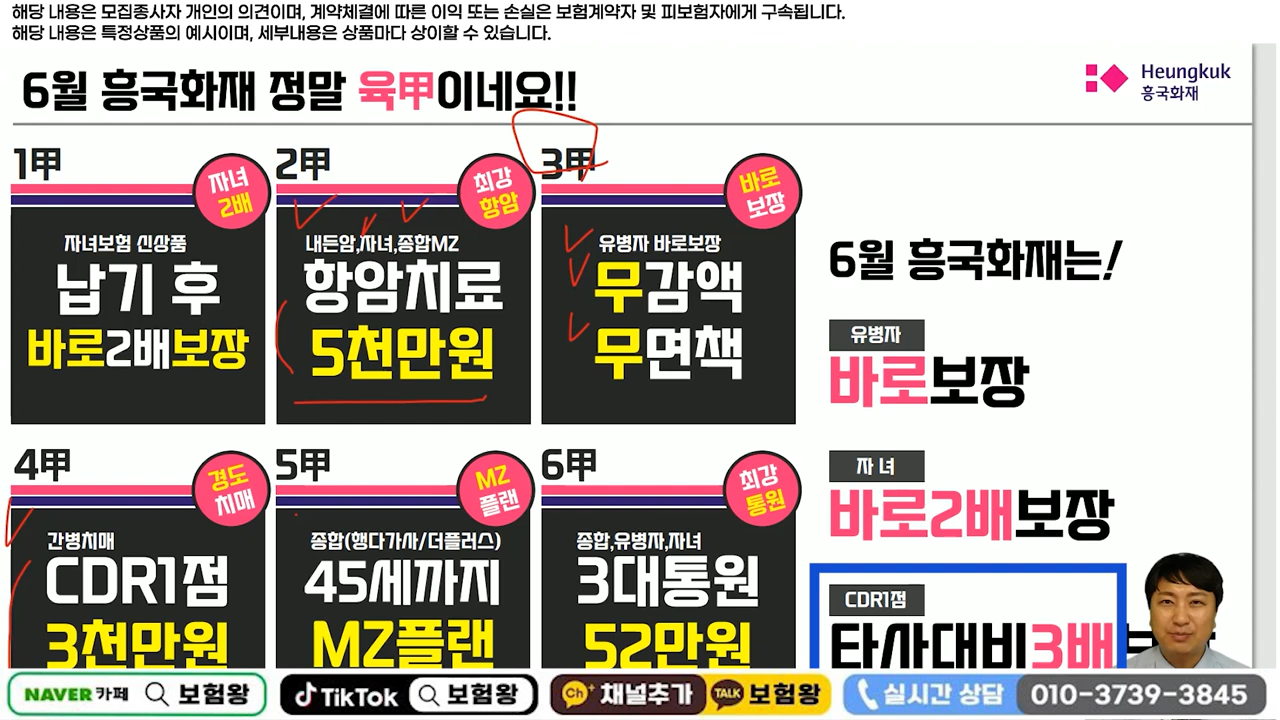 해당 내용은 모집종사자 개인의 의견이며, 계약체결에 따른 이익 또는 손실은 보험계약자 및 피보험자에게 구속됩니다.
해당 내용은 특정상품의 예시이며, 세부내용은 상품마다 상이할 수 있습니다.
6월 흥국화재 정말 육甲이네요!!
Heungkuk
흥국화재
1甲
자녀
2배
자녀보험 신상품
납기 후
바로2배보장
2甲
최강
항암
내든암,자녀,종합MZ
항암치료
5천만원
3甲
바로
보장
유병자 바로보장
무감액
무면책
4甲
경도
치매
간병치매
CDR1점
3천만원
5甲
MZ
플랜
종합(행다가사/더플러스)
45세까지
MZ플랜
6甲
최강
통원
종합,유병자,자녀
3대통원
52만원
6월 흥국화재는!
유병자
바로보장
자녀
바로2배보장
CDR1점
타사대비3배
NAVER 카페 보험왕
TikTok 보험왕
Ch+ 채널추가 TALK 보험왕
실시간 상담 010-3739-3845